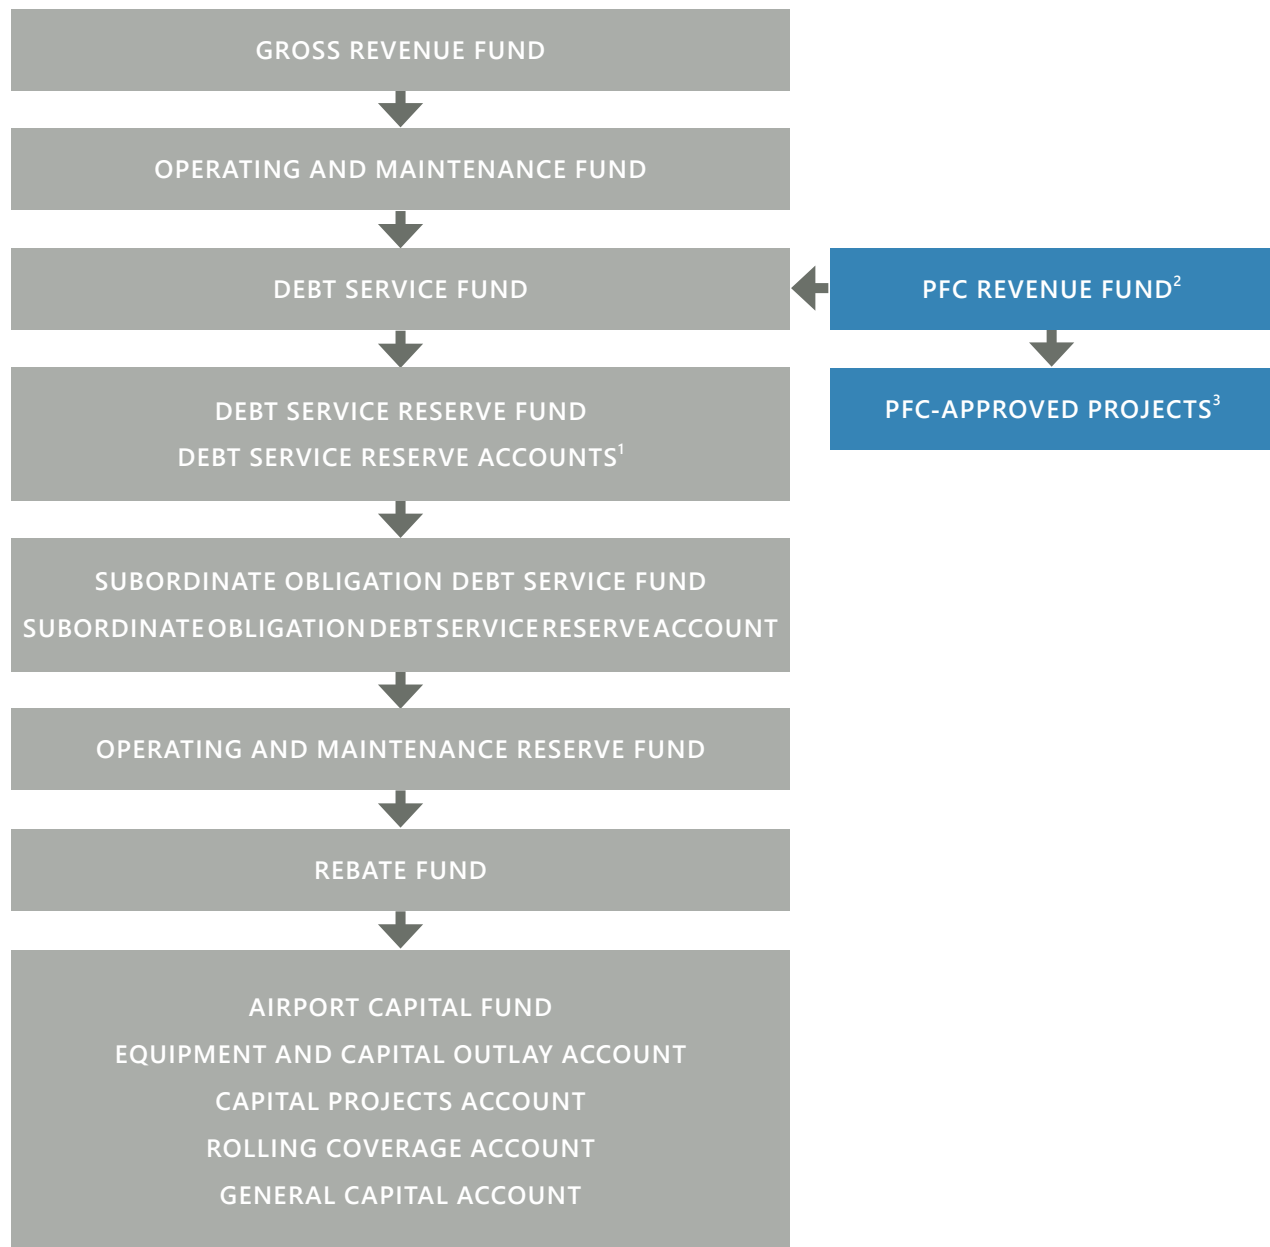 GROSS REVENUE FUND
OPERATING AND MAINTENANCE FUND
DEBT SERVICE FUND
PFC REVENUE FUND²
DEBT SERVICE RESERVE FUND
DEBT SERVICE RESERVE ACCOUNTS¹
PFC-APPROVED PROJECTS³
SUBORDINATE OBLIGATION DEBT SERVICE FUND
SUBORDINATE OBLIGATION DEBT SERVICE RESERVE ACCOUNT
OPERATING AND MAINTENANCE RESERVE FUND
REBATE FUND
AIRPORT CAPITAL FUND
EQUIPMENT AND CAPITAL OUTLAY ACCOUNT
CAPITAL PROJECTS ACCOUNT
ROLLING COVERAGE ACCOUNT
GENERAL CAPITAL ACCOUNT